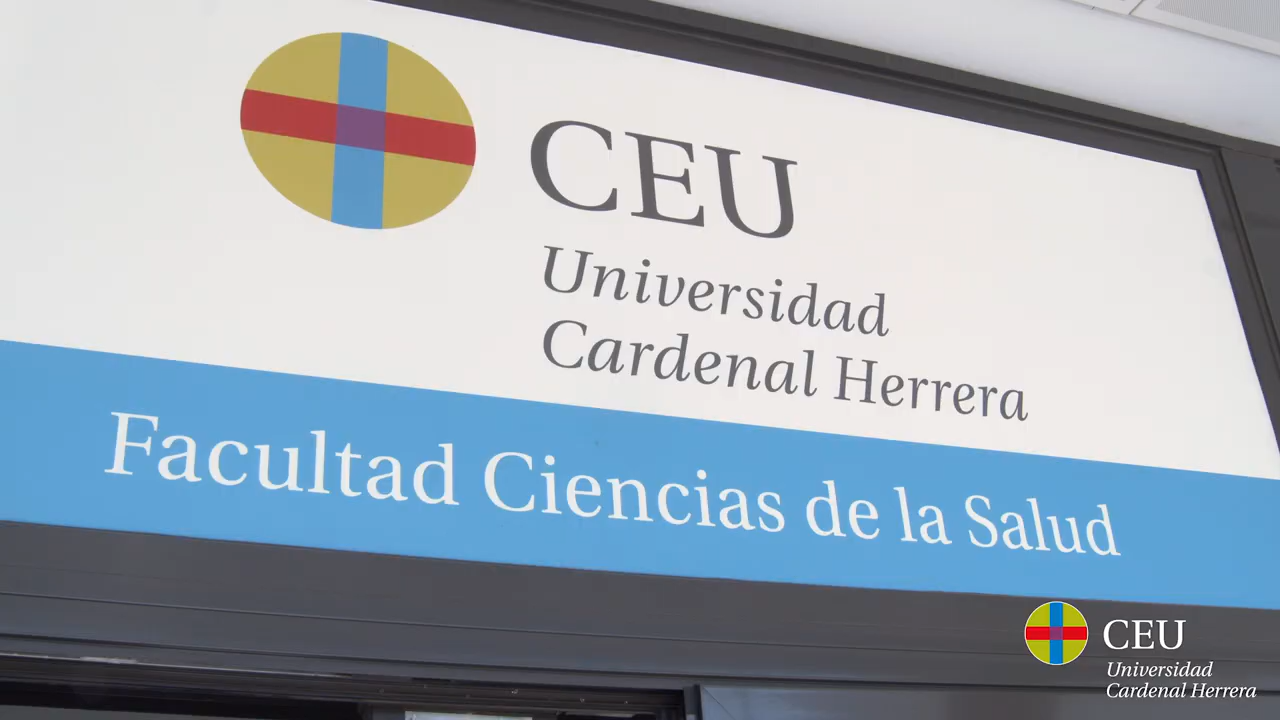 CEU
Universidad
Cardenal Herrera
Facultad Ciencias de la Salud
CEU
Universidad
Cardenal Herrera